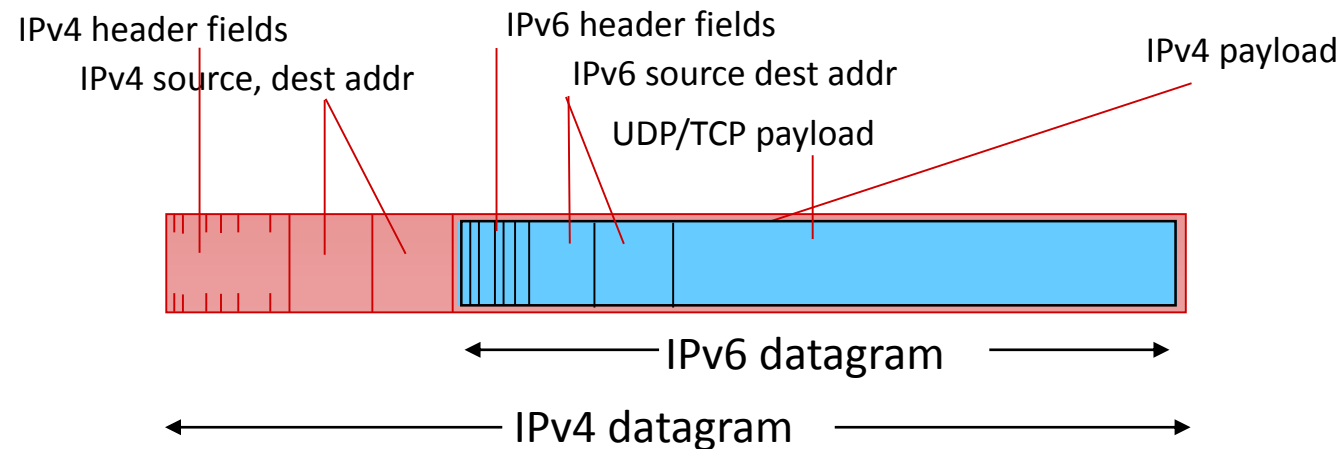 IPv4 header fields
IPv6 header fields
IPv4 payload
IPv4 source, dest addr
IPv6 source dest addr
UDP/TCP payload
IPv6 datagram
IPv4 datagram